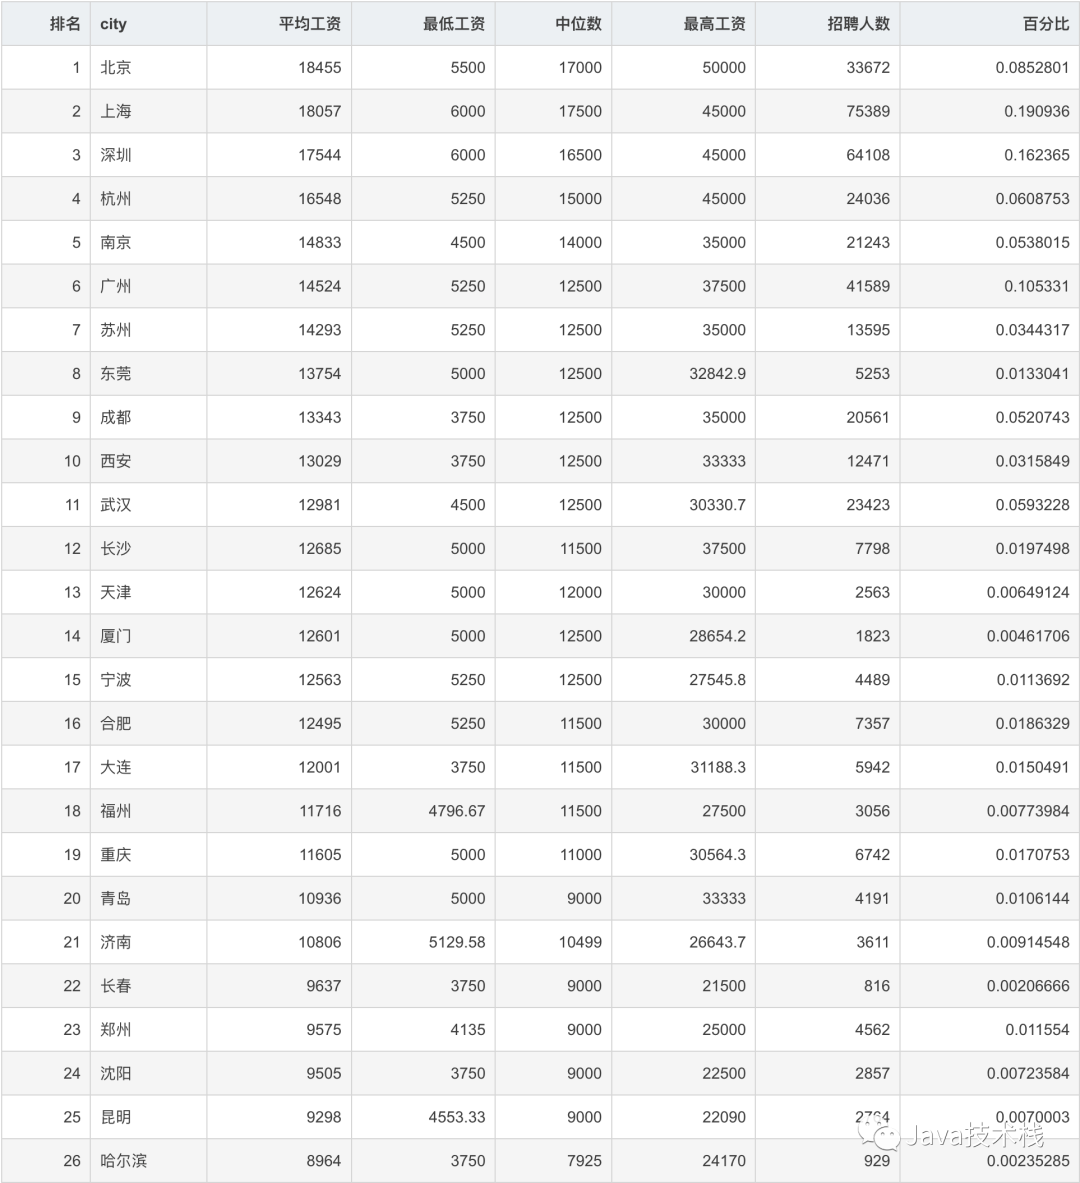 排名 city 平均工资 最低工资 中位数 最高工资 招聘人数 百分比
1 北京 18455 5500 17000 50000 33672 0.0852801
2 上海 18057 6000 17500 45000 75389 0.190936
3 深圳 17544 6000 16500 45000 64108 0.162365
4 杭州 16548 5250 15000 45000 24036 0.0608753
5 南京 14833 4500 14000 35000 21243 0.0538015
6 广州 14524 5250 12500 37500 41589 0.105331
7 苏州 14293 5250 12500 35000 13595 0.0344317
8 东莞 13754 5000 12500 32842.9 5253 0.0133041
9 成都 13343 3750 12500 35000 20561 0.0520743
10 西安 13029 3750 12500 33333 12471 0.0315849
11 武汉 12981 4500 12500 30330.7 23423 0.0593228
12 长沙 12685 5000 11500 37500 7798 0.0197498
13 天津 12624 5000 12000 30000 2563 0.00649124
14 厦门 12601 5000 12500 28654.2 1823 0.00461706
15 宁波 12563 5250 12500 27545.8 4489 0.0113692
16 合肥 12495 5250 11500 30000 7357 0.0186329
17 大连 12001 3750 11500 31188.3 5942 0.0150491
18 福州 11716 4796.67 11500 27500 3056 0.00773984
19 重庆 11605 5000 11000 30564.3 6742 0.0170753
20 青岛 10936 5000 9000 33333 4191 0.0106144
21 济南 10806 5129.58 10499 26643.7 3611 0.00914548
22 长春 9637 3750 9000 21500 816 0.00206666
23 郑州 9575 4135 9000 25000 4562 0.011554
24 沈阳 9505 3750 9000 22500 2857 0.00723584
25 昆明 9298 4553.33 9000 22090 2764 0.0070003
Java技术栈
26 哈尔滨 8964 3750 7925 24170 929 0.00235285